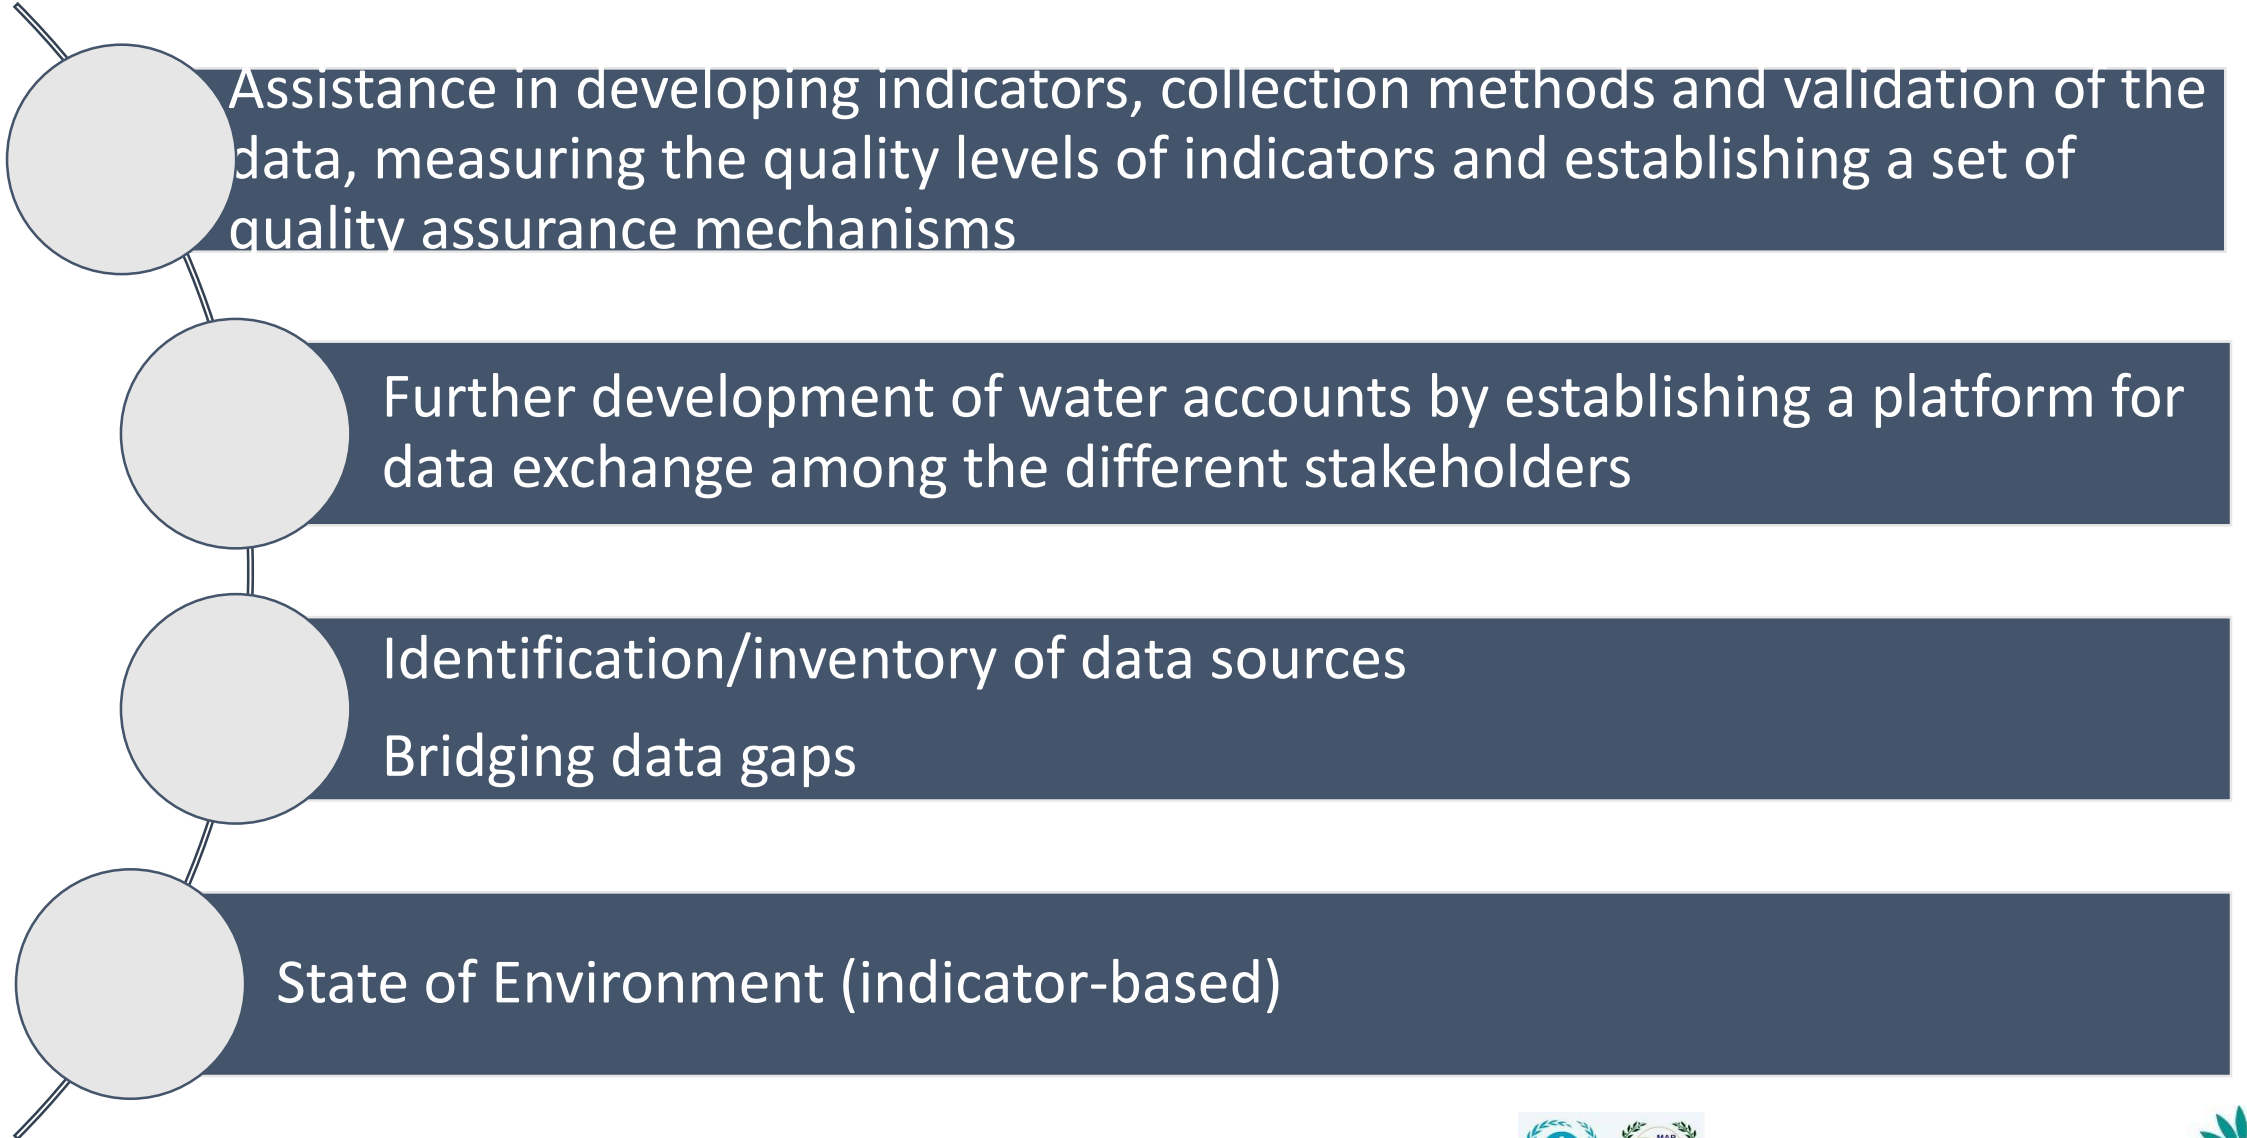 Assistance in developing indicators, collection methods and validation of the
data, measuring the quality levels of indicators and establishing a set of
quality assurance mechanisms
Further development of water accounts by establishing a platform for
data exchange among the different stakeholders
Identification/inventory of data sources
Bridging data gaps
State of Environment (indicator-based)
MAP